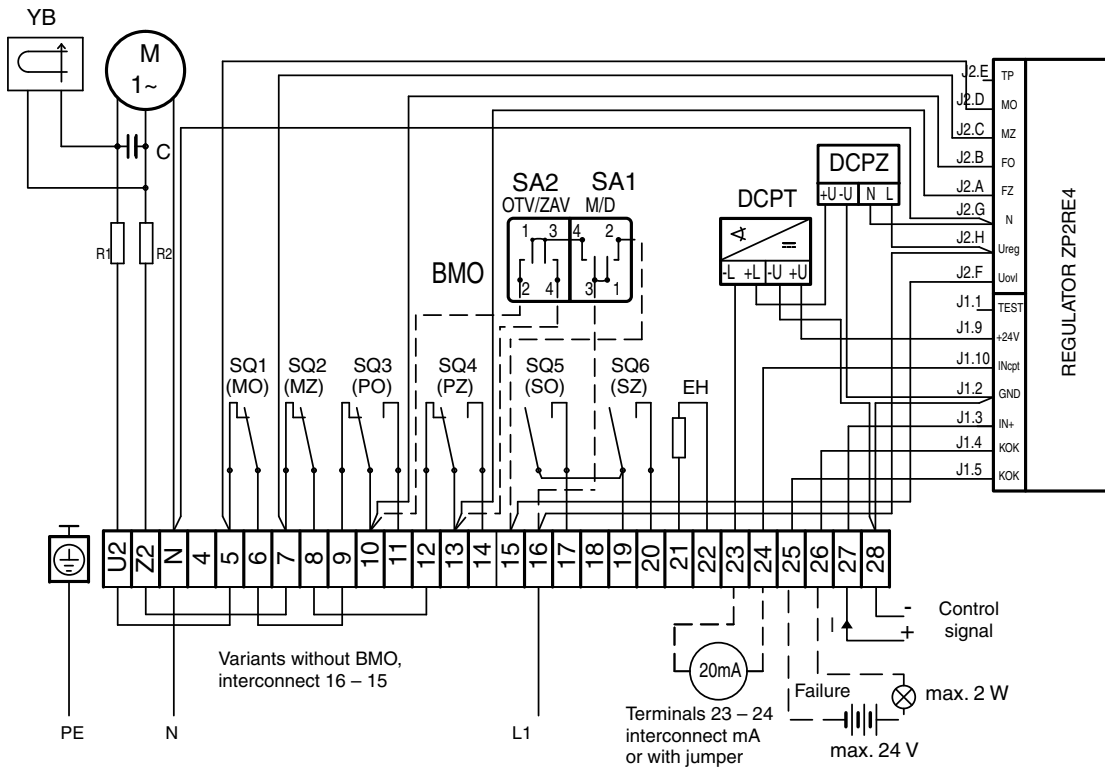 YB
M
1~
C
R1
R2
SA2
SA1
OTV/ZAV
M/D
1
3
4
2
2
4
3
1
BMO
DCPT
-L +L -U +U
DCPZ
+U -U N L
REGULATOR ZP2RE4
J2.E TP
J2.D MO
J2.C MZ
J2.B FO
J2.A FZ
J2.G N
J2.H Ureg
J2.F Uovl
J1.1 TEST
J1.9 +24V
J1.10 INcpt
J1.2 GND
J1.3 IN+
J1.4 KOK
J1.5 KOK
SQ1
(MO)
SQ2
(MZ)
SQ3
(PO)
SQ4
(PZ)
SQ5
(SO)
SQ6
(SZ)
EH
U2 Z2 N 4 5 6 7 8 9 10 11 12 13 14 15 16 17 18 19 20 21 22 23 24 25 26 27 28
Variants without BMO,
interconnect 16 – 15
PE
N
L1
20mA
Terminals 23 – 24
interconnect mA
or with jumper
Failure
max. 24 V
max. 2 W
I
-
+
Control
signal